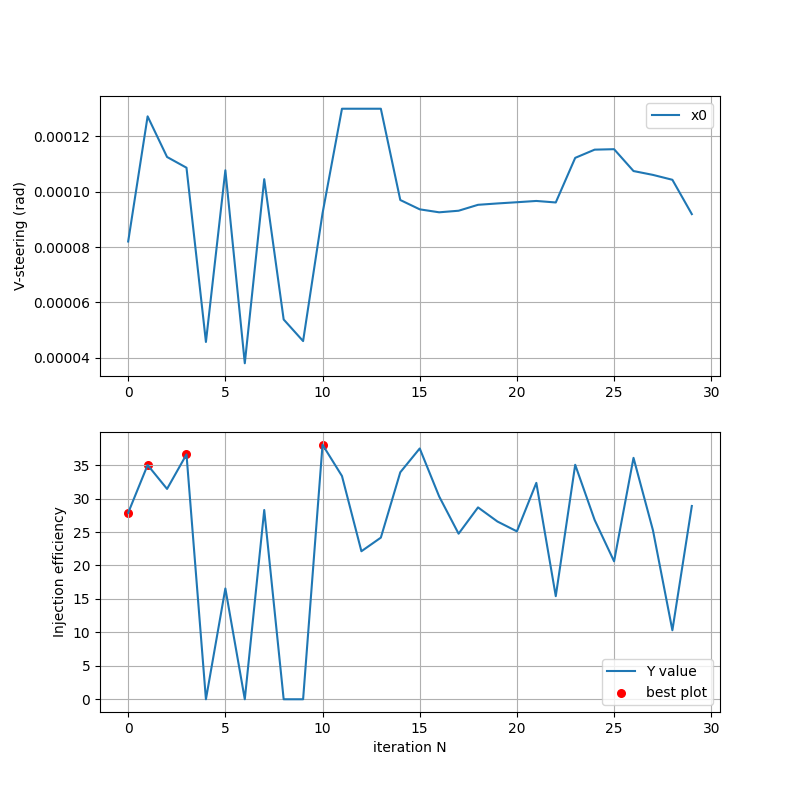 x0
0.00012
0.00010
0.00008
0.00006
0.00004
V-steering (rad)
0 5 10 15 20 25 30
35
30
25
20
15
10
5
0
Injection efficiency
Y value
best plot
0 5 10 15 20 25 30
iteration N